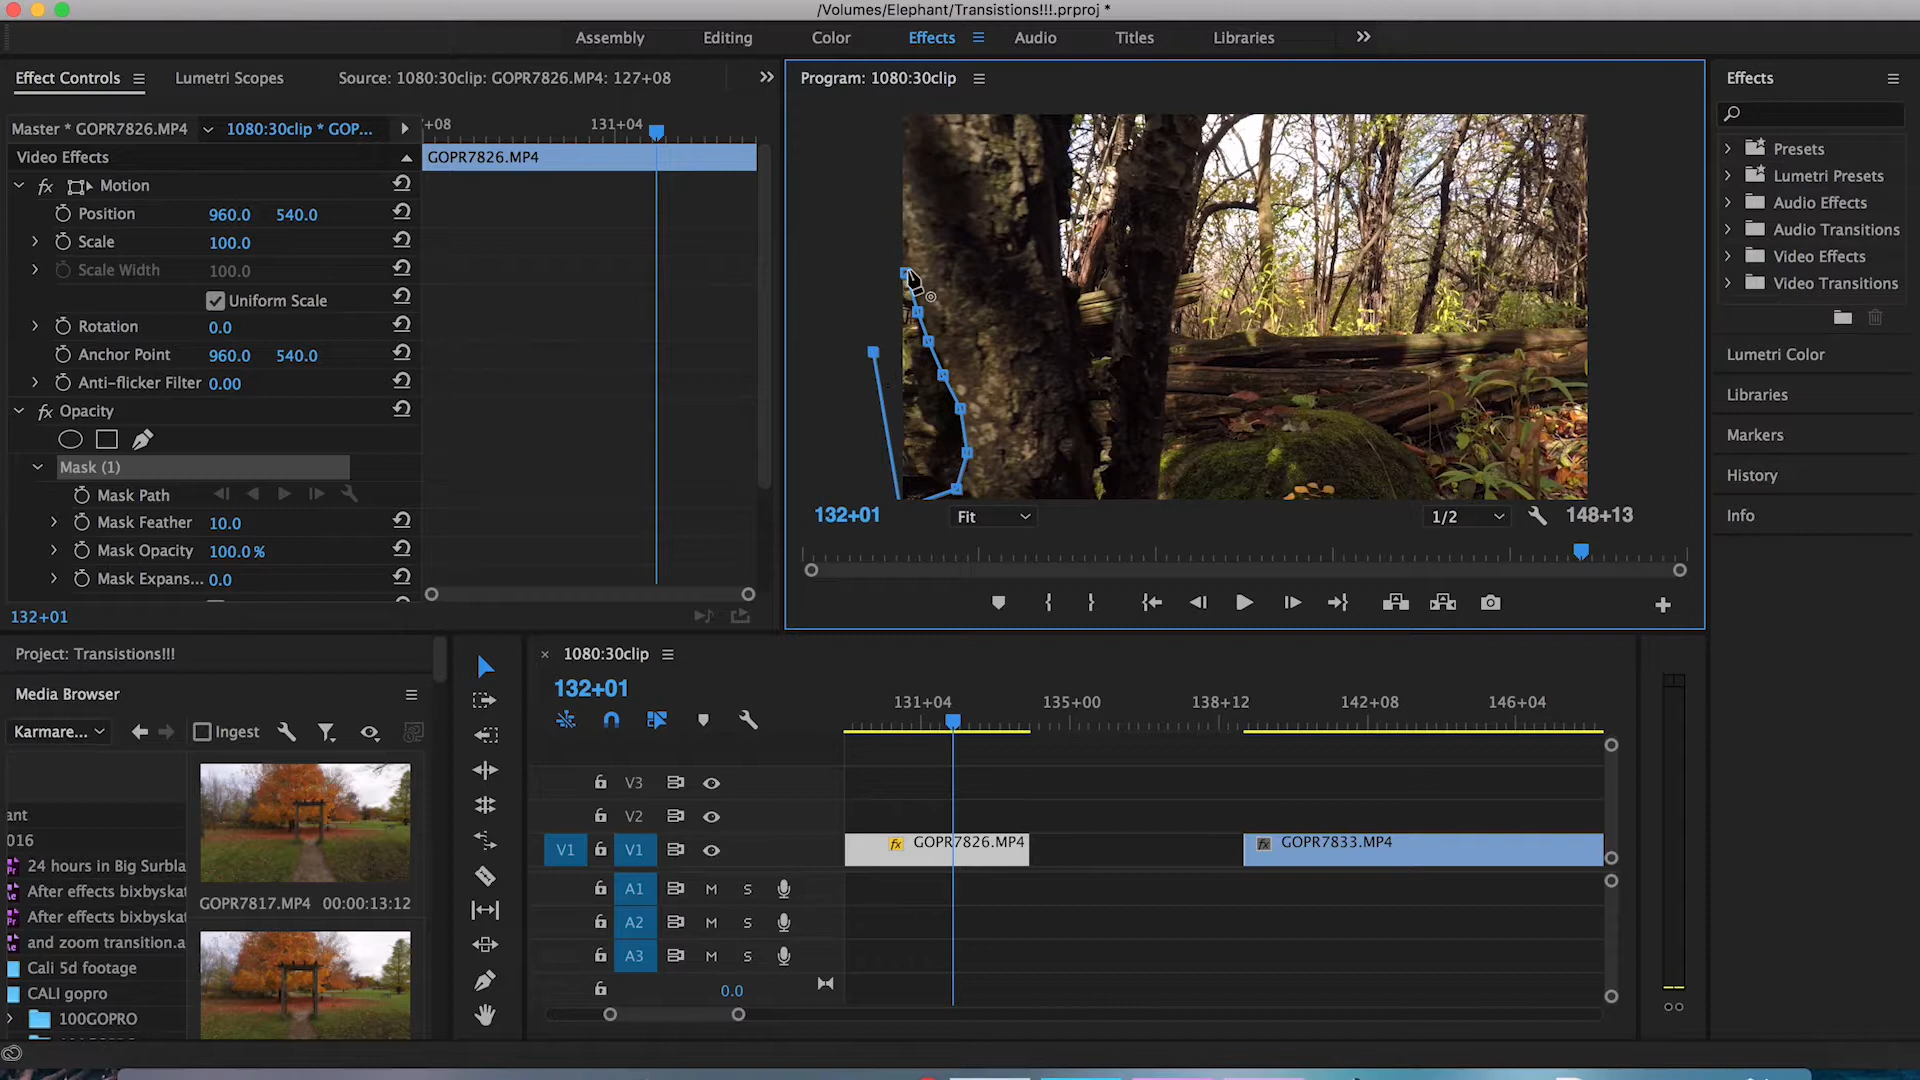 /Volumes/Elephant/Transistions!!!.prproj *
Assembly Editing Color Effects Audio Titles Libraries
Effect Controls Lumetri Scopes Source: 1080:30clip: GOPR7826.MP4: 127+08
Master * GOPR7826.MP4 1080:30clip * GOP...
+08 131+04
Video Effects
GOPR7826.MP4
Motion
Position 960.0 540.0
Scale 100.0
Scale Width 100.0
Uniform Scale
Rotation 0.0
Anchor Point 960.0 540.0
Anti-flicker Filter 0.00
fx Opacity
Mask (1)
Mask Path
Mask Feather 10.0
Mask Opacity 100.0 %
Mask Expans... 0.0
132+01
Program: 1080:30clip
132+01 Fit 1/2 148+13
Effects
Presets
Lumetri Presets
Audio Effects
Audio Transitions
Video Effects
Video Transitions
Lumetri Color
Libraries
Markers
History
Info
Project: Transistions!!!
Media Browser
Karmare... Ingest
ant
016
24 hours in Big Surbla
After effects bixbyskat
After effects bixbyskat
and zoom transition.a
Cali 5d footage
CALI gopro
100GOPRO
GOPR7817.MP4 00:00:13:12
× 1080:30clip
132+01
131+04 135+00 138+12 142+08 146+04
V3
V2
V1 V1 fx GOPR7826.MP4 fx GOPR7833.MP4
A1 M S
A2 M S
A3 M S
0.0